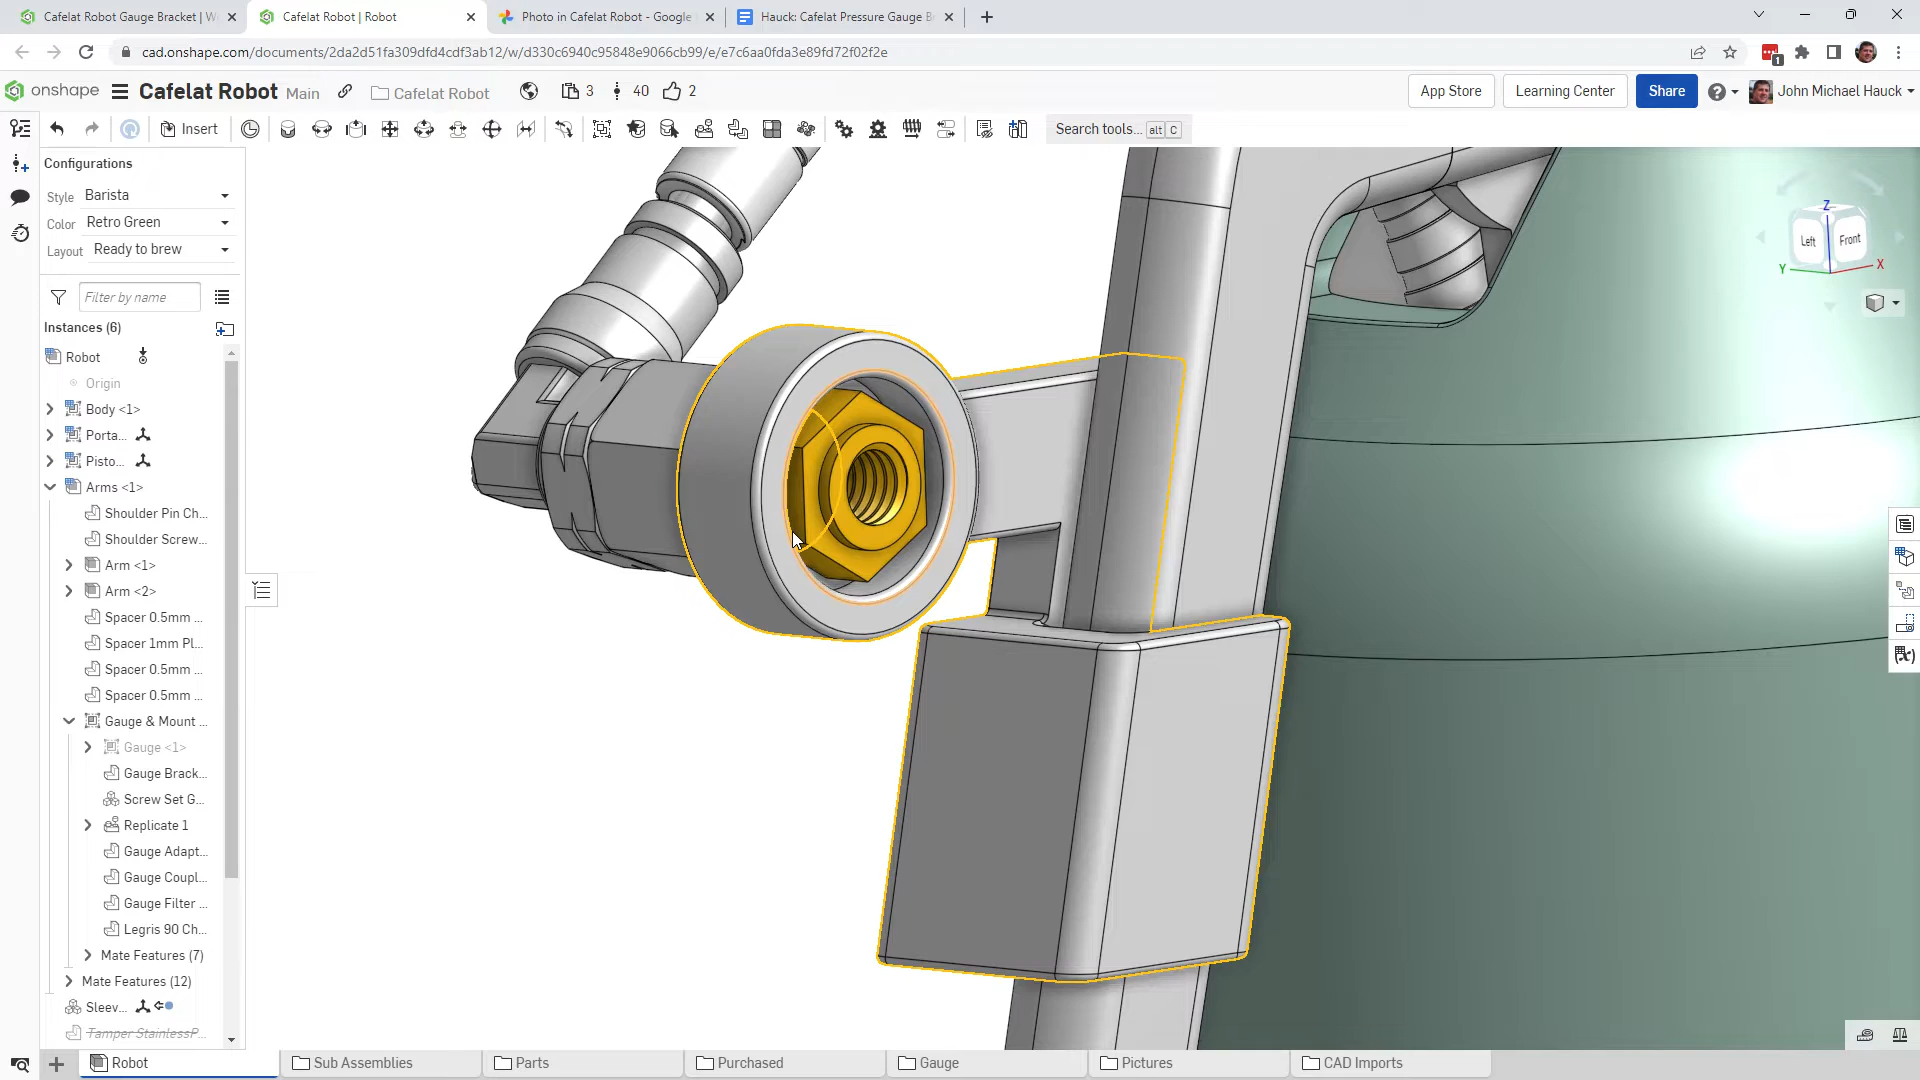 Cafelat Robot Gauge Bracket | W
Cafelat Robot | Robot
Photo in Cafelat Robot - Google
Hauck: Cafelat Pressure Gauge B
cad.onshape.com/documents/2da2d51fa309dfd4cdf3ab12/w/d330c6940c95848e9066cb99/e/e7c6aa0fda3e89fd72f02f2e
1
onshape
Cafelat Robot Main
Cafelat Robot
3
40
2
App Store
Learning Center
Share
John Michael Hauck
Insert
Search tools... alt C
Configurations
Style Barista
Color Retro Green
Layout Ready to brew
Filter by name
Instances (6)
Robot
Origin
Body <1>
Porta...
Pisto...
Arms <1>
Shoulder Pin Ch...
Shoulder Screw...
Arm <1>
Arm <2>
Spacer 0.5mm ...
Spacer 1mm Pl...
Spacer 0.5mm ...
Spacer 0.5mm ...
Gauge & Mount ...
Gauge <1>
Gauge Brack...
Screw Set G...
Replicate 1
Gauge Adapt...
Gauge Coupl...
Gauge Filter ...
Legris 90 Ch...
Mate Features (7)
Mate Features (12)
Sleev...
Tamper StainlessP...
Z
Left
Front
Y
X
Robot
Sub Assemblies
Parts
Purchased
Gauge
Pictures
CAD Imports